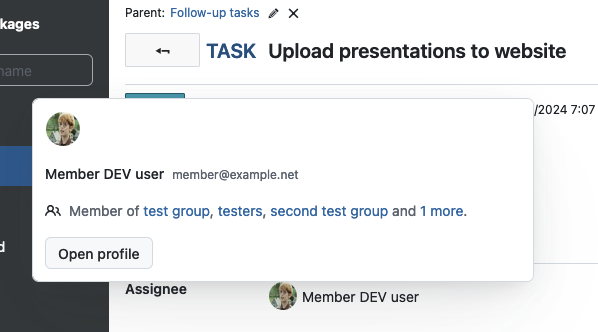 kages
Parent: Follow-up tasks
name
TASK Upload presentations to website
/2024 7:07
Member DEV user member@example.net
Member of test group, testers, second test group and 1 more.
d
Open profile
Assignee
Member DEV user